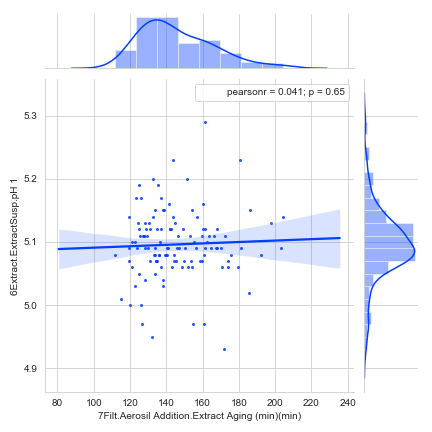 pearsonr = 0.041; p = 0.65
5.3
5.2
5.1
5.0
4.9
6Extract.ExtractSusp.pH 1
80 100 120 140 160 180 200 220 240
7Filt.Aerosil Addition.Extract Aging (min)(min)